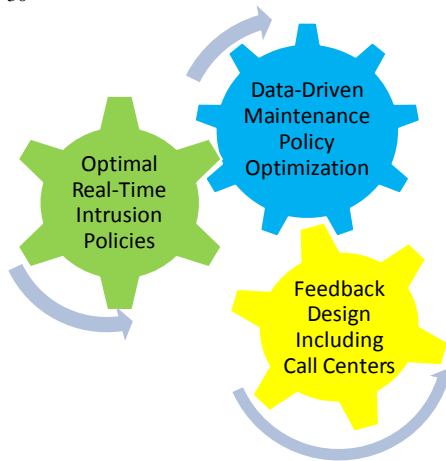 Data-Driven
Maintenance
Policy
Optimization
Optimal
Real-Time
Intrusion
Policies
Feedback
Design
Including
Call Centers